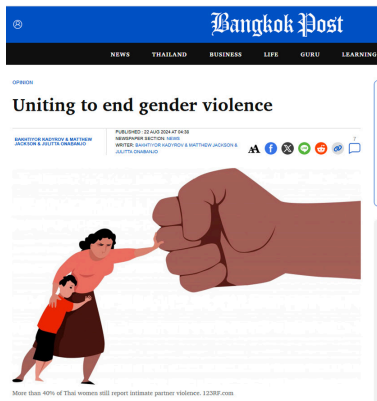 Bangkok Post
NEWS THAILAND BUSINESS LIFE GURU LEARNING
OPINION
Uniting to end gender violence
BAKHTIYOR KADYROV & MATTHEW JACKSON & JULITTA ONABANJO
PUBLISHED : 22 AUG 2024 AT 04:36
NEWSPAPER SECTION: NEWS
WRITER: BAKHTIYOR KADYROV & MATTHEW JACKSON &
JULITTA ONABANJO
7
More than 40% of Thai women still report intimate partner violence. 123RF.com